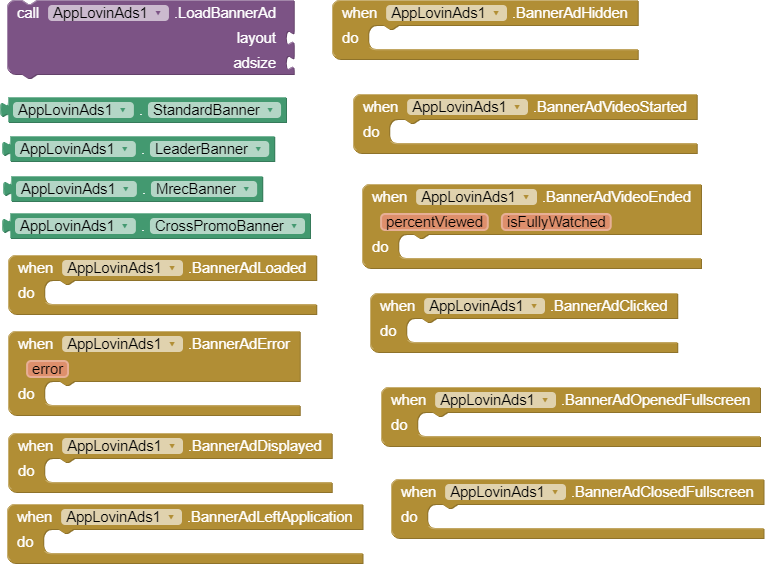 call AppLovinAds1 .LoadBannerAd
layout
adsize
AppLovinAds1 . StandardBanner
AppLovinAds1 . LeaderBanner
AppLovinAds1 . MrecBanner
AppLovinAds1 . CrossPromoBanner
when AppLovinAds1 .BannerAdLoaded
do
when AppLovinAds1 .BannerAdError
error
do
when AppLovinAds1 .BannerAdDisplayed
do
when AppLovinAds1 .BannerAdLeftApplication
do
when AppLovinAds1 .BannerAdHidden
do
when AppLovinAds1 .BannerAdVideoStarted
do
when AppLovinAds1 .BannerAdVideoEnded
percentViewed isFullyWatched
do
when AppLovinAds1 .BannerAdClicked
do
when AppLovinAds1 .BannerAdOpenedFullscreen
do
when AppLovinAds1 .BannerAdClosedFullscreen
do